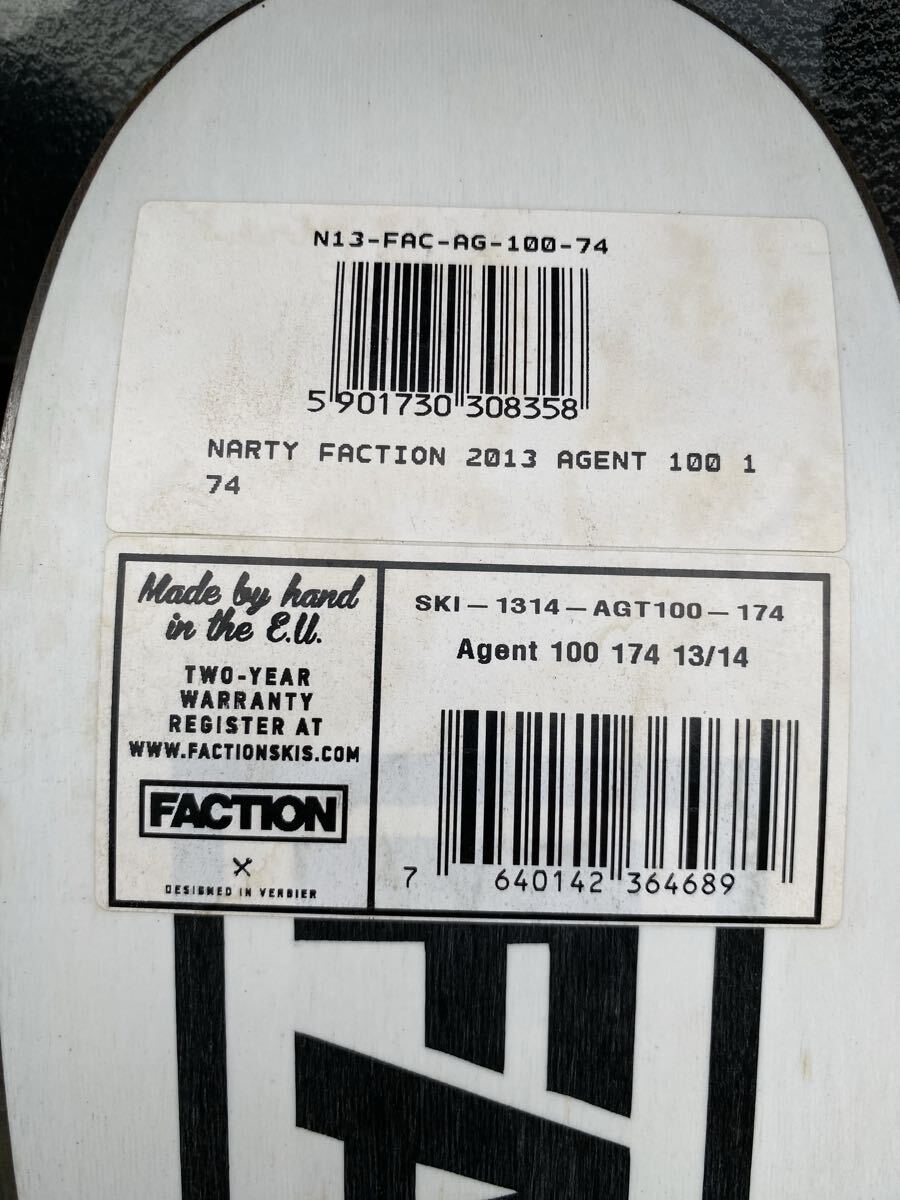 N13-FAC-AG-100-74
5 901730 308358
NARTY FACTION 2013 AGENT 100 1
74
Made by hand
in the E.U.
TWO-YEAR
WARRANTY
REGISTER AT
WWW.FACTIONSKIS.COM
FACTION
DESIGNED IN VERBIER
SKI-1314-AGT100-174
Agent 100 174 13/14
7 640142 364689